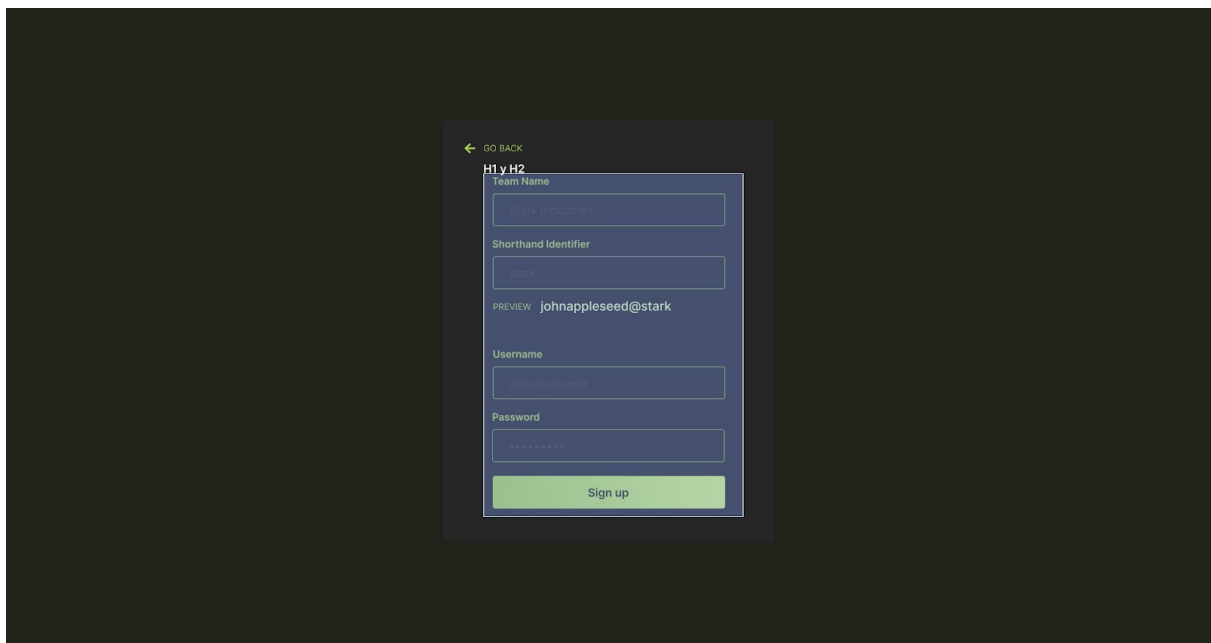 GO BACK
H1 y H2
Team Name
Stark industries
Shorthand Identifier
stark
PREVIEW johnappleseed@stark
Username
johnappleseed
Password
Sign up